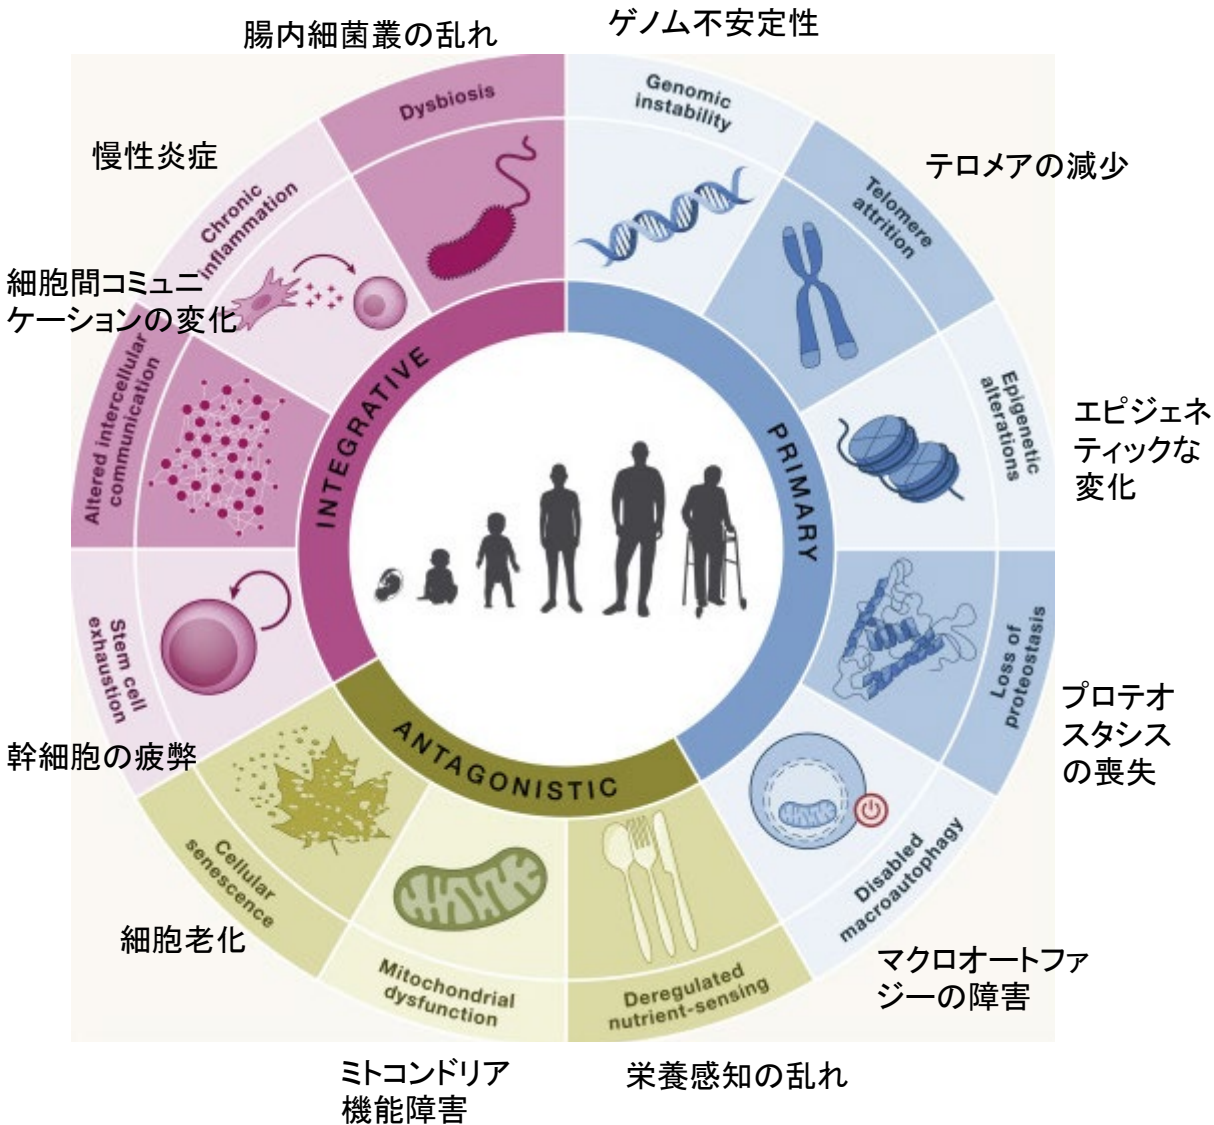 腸内細菌叢の乱れ
ゲノム不安定性
Dysbiosis
Genomic
instability
慢性炎症
テロメアの減少
Chronic
inflammation
Telomere
attrition
細胞間コミュニ
ケーションの変化
Altered intercellular
communication
エピジェネ
ティックな
変化
Epigenetic
alterations
INTEGRATIVE
PRIMARY
ANTAGONISTIC
Stem cell
exhaustion
幹細胞の疲弊
Loss of
proteostasis
プロテオ
スタシス
の喪失
Cellular
senescence
細胞老化
Disabled
macroautophagy
マクロオートファ
ジーの障害
Mitochondrial
dysfunction
Deregulated
nutrient-sensing
ミトコンドリア
機能障害
栄養感知の乱れ